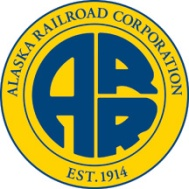 ALASKA RAILROAD CORPORATION
ARR
EST. 1914